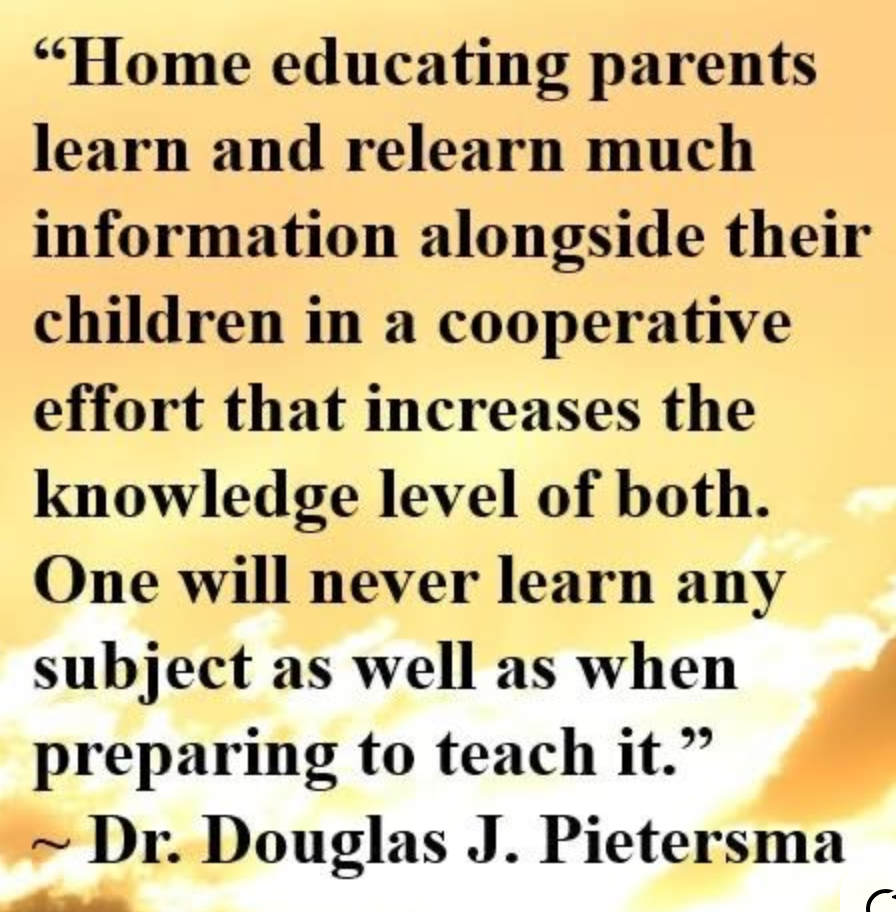 “Home educating parents
learn and relearn much
information alongside their
children in a cooperative
effort that increases the
knowledge level of both.
One will never learn any
subject as well as when
preparing to teach it.”
~ Dr. Douglas J. Pietersma